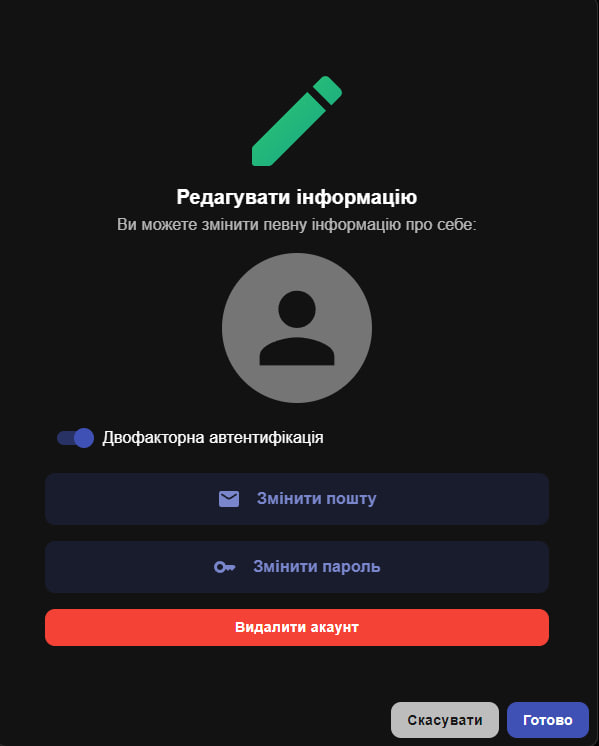 Редагувати інформацію
Ви можете змінити певну інформацію про себе:
Двофакторна автентифікація
Змінити пошту
Змінити пароль
Видалити акаунт
Скасувати Готово